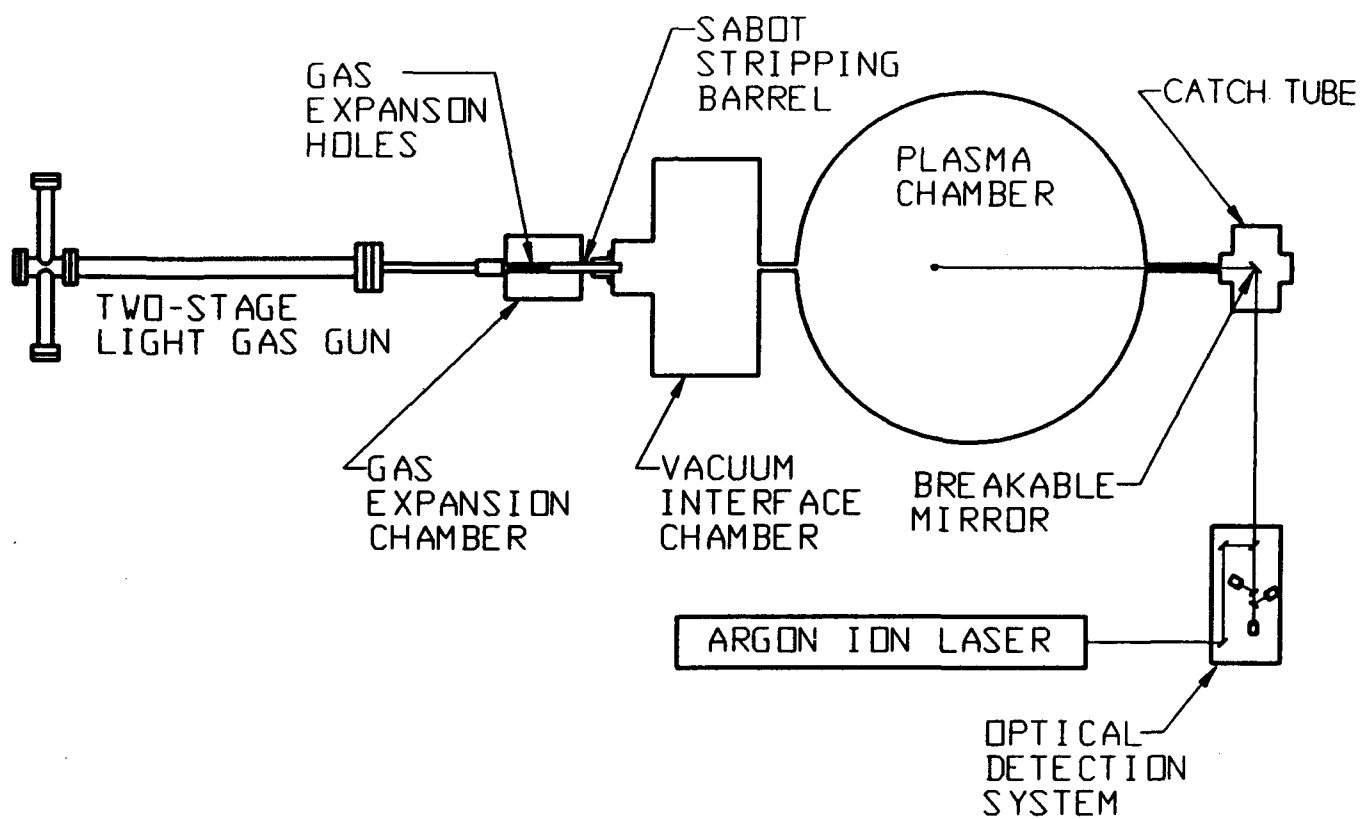 SABOT
STRIPPING
BARREL
GAS
EXPANSON
HOLES
CATCH TUBE
PLASMA
CHAMBER
TWO-STAGE
LIGHT GAS GUN
GAS
EXPANSION
CHAMBER
VACUUM
INTERFACE
CHAMBER
BREAKABLE
MIRROR
ARGON ION LASER
OPTICAL
DETECTION
SYSTEM